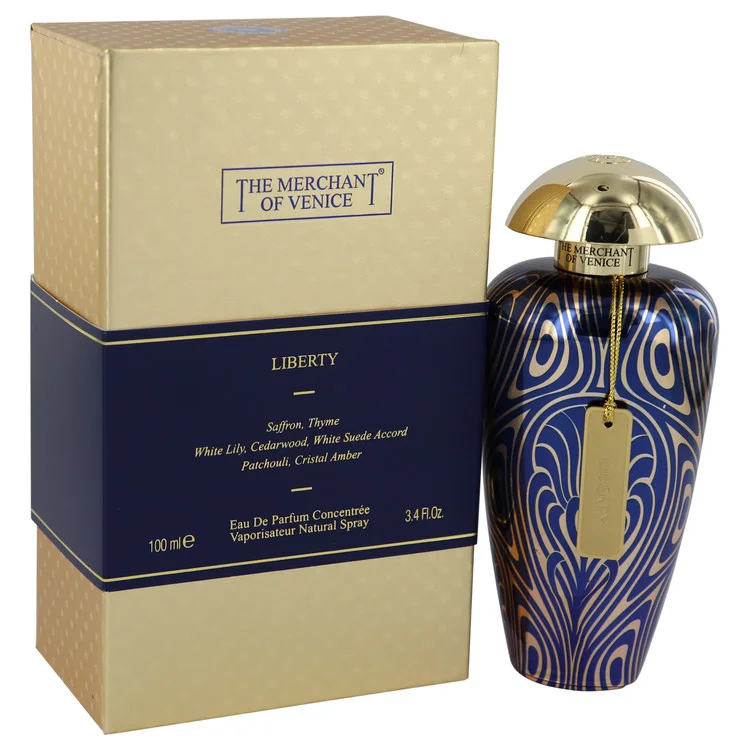 THE MERCHANT®
OF VENICE
LIBERTY
Saffron, Thyme
White Lily, Cedarwood, White Suede Accord
Patchouli, Cristal Amber
100 ml℮
Eau De Parfum Concentrée
Vaporisateur Natural Spray
3.4 Fl.Oz.
THE MERCHANT
OF VENICE